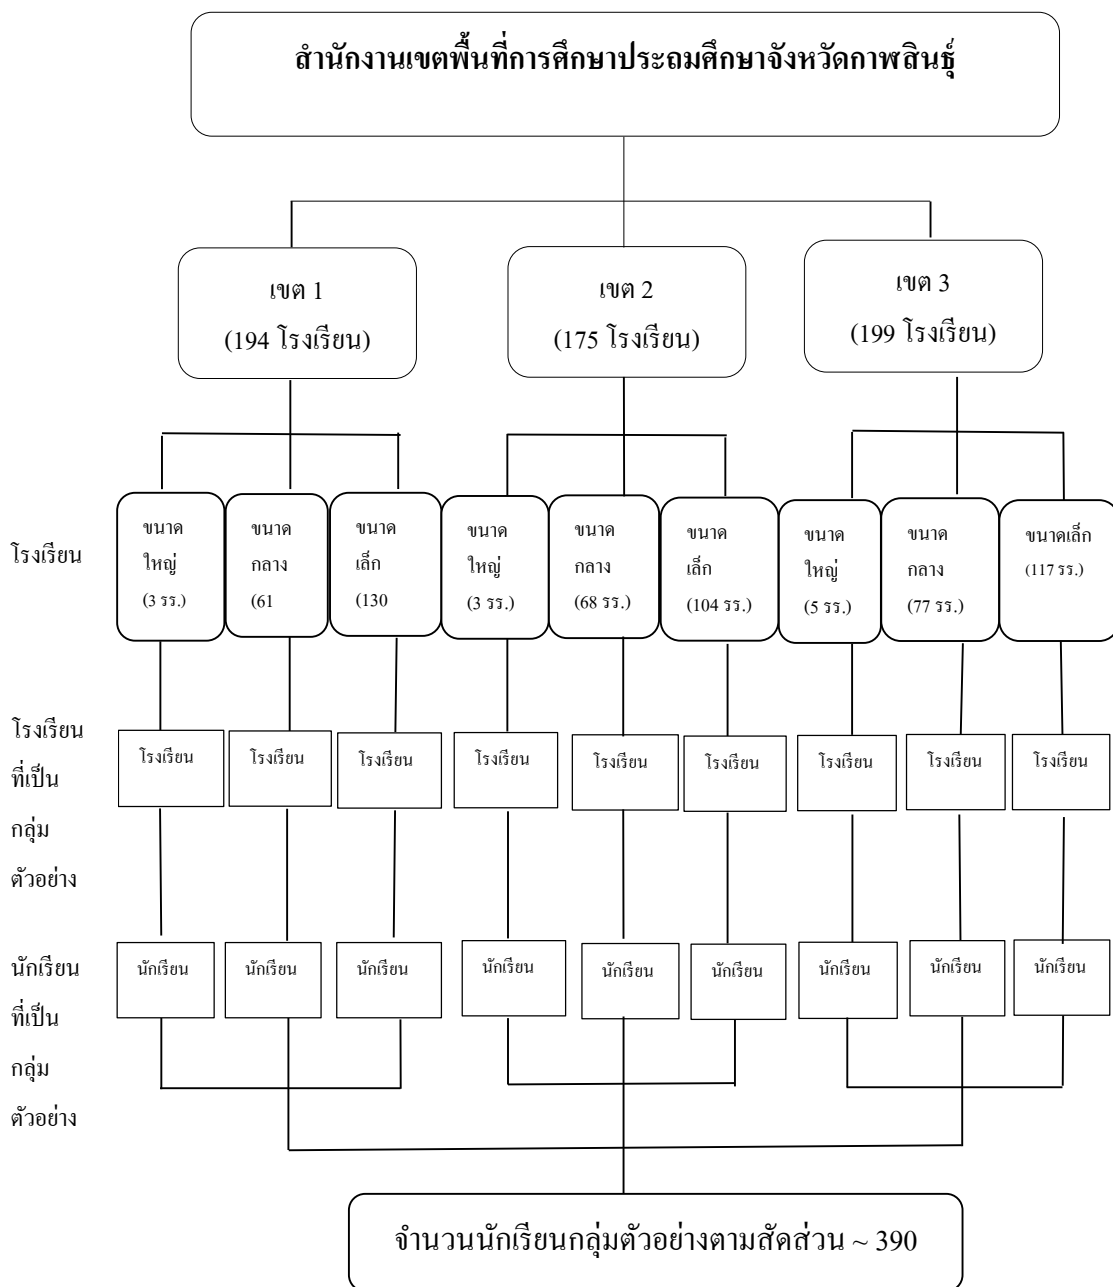 สำนักงานเขตพื้นที่การศึกษาประถมศึกษาจังหวัดกาฬสินธุ์
เขต 1
(194 โรงเรียน)
เขต 2
(175 โรงเรียน)
เขต 3
(199 โรงเรียน)
โรงเรียน
ขนาด
ใหญ่
(3 รร.)
ขนาด
กลาง
(61
ขนาด
เล็ก
(130
ขนาด
ใหญ่
(3 รร.)
ขนาด
กลาง
(68 รร.)
ขนาด
เล็ก
(104 รร.)
ขนาด
ใหญ่
(5 รร.)
ขนาด
กลาง
(77 รร.)
ขนาดเล็ก
(117 รร.)
โรงเรียน
ที่เป็น
กลุ่ม
ตัวอย่าง
โรงเรียน
โรงเรียน
โรงเรียน
โรงเรียน
โรงเรียน
โรงเรียน
โรงเรียน
โรงเรียน
โรงเรียน
นักเรียน
ที่เป็น
กลุ่ม
ตัวอย่าง
นักเรียน
นักเรียน
นักเรียน
นักเรียน
นักเรียน
นักเรียน
นักเรียน
นักเรียน
นักเรียน
จำนวนนักเรียนกลุ่มตัวอย่างตามสัดส่วน ~ 390